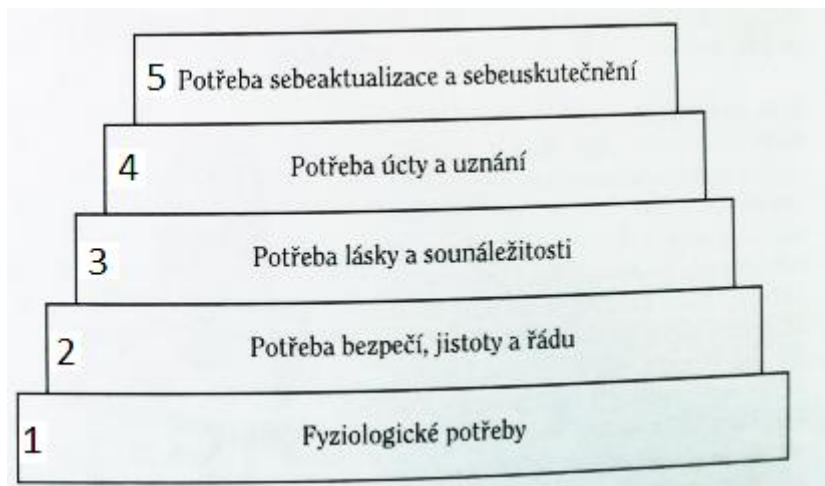 5 Potřeba sebeaktualizace a sebeuskutečnění
4 Potřeba úcty a uznání
3 Potřeba lásky a sounáležitosti
2 Potřeba bezpečí, jistoty a řádu
1 Fyziologické potřeby